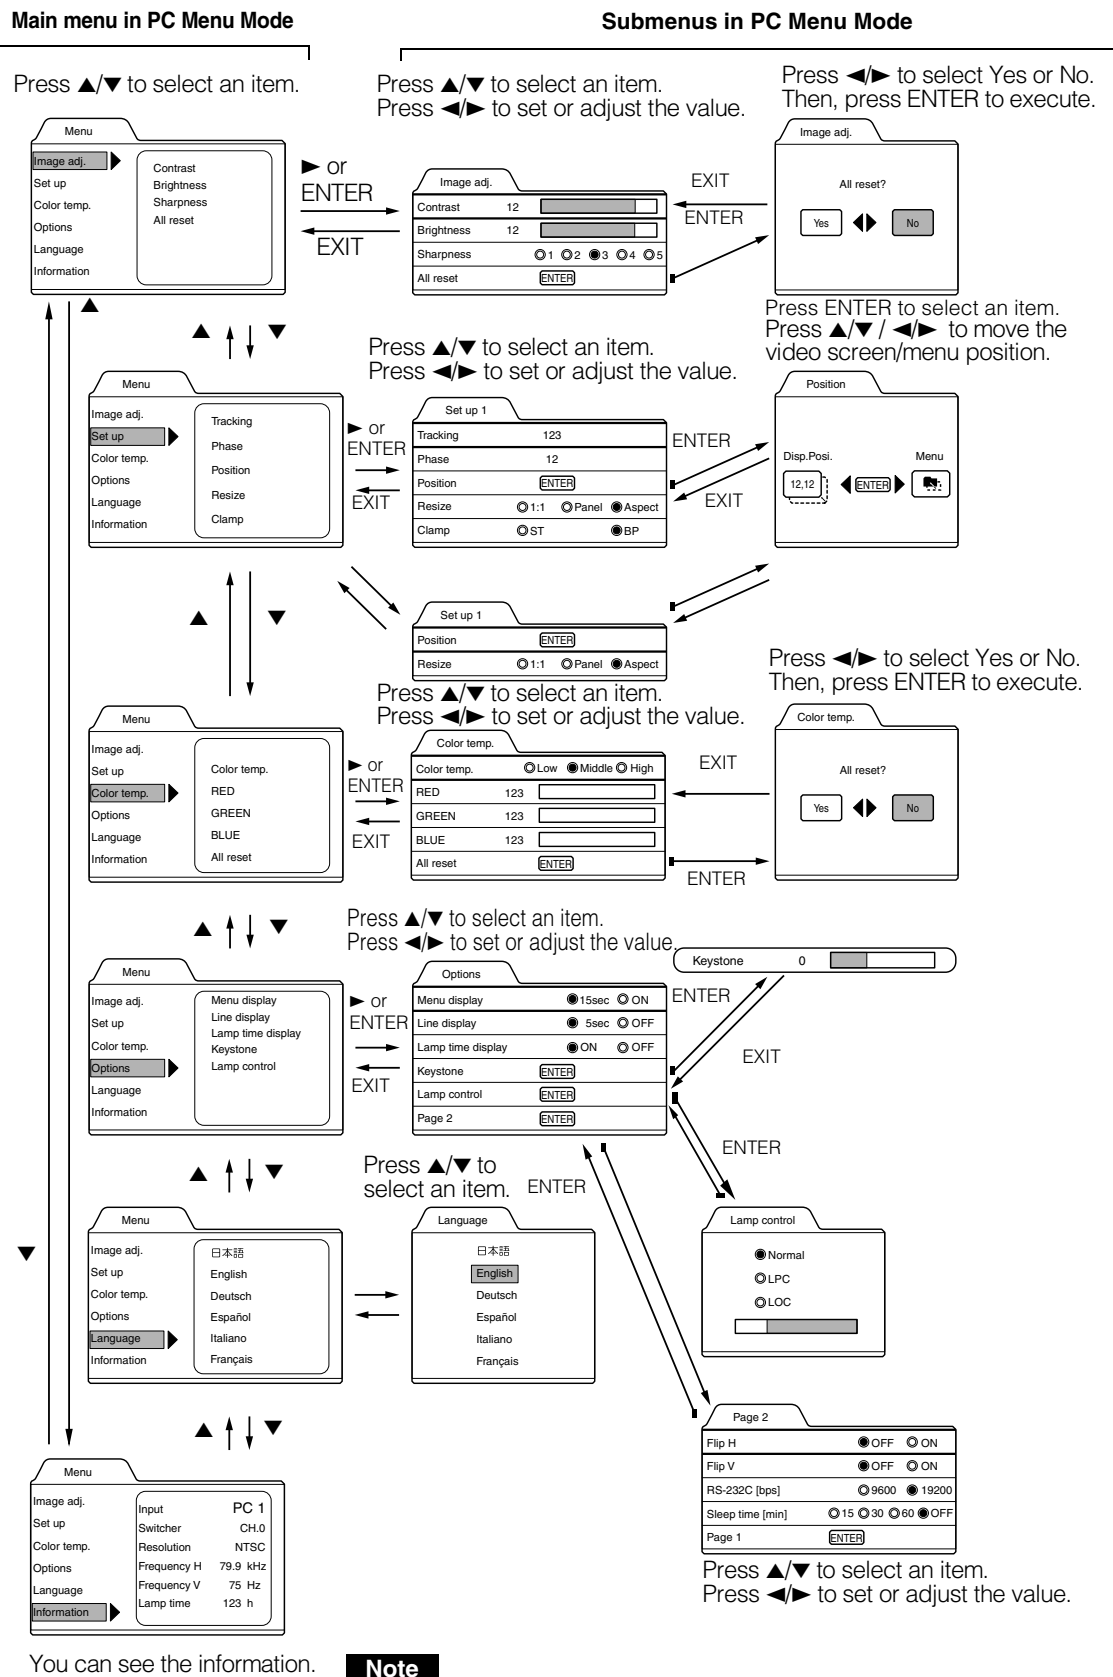 Main menu in PC Menu Mode
Submenus in PC Menu Mode
Press ▲/▼ to select an item.
Press ▲/▼ to select an item.
Press ◄/► to set or adjust the value.
Press ◄/► to select Yes or No.
Then, press ENTER to execute.
Menu
Image adj.
Set up
Color temp.
Options
Language
Information
Contrast
Brightness
Sharpness
All reset
► or
ENTER
EXIT
Image adj.
Contrast 12
Brightness 12
Sharpness 1 2 3 4 5
All reset ENTER
EXIT
ENTER
Image adj.
All reset?
Yes No
▲
▲ ▼
Press ▲/▼ to select an item.
Press ◄/► to set or adjust the value.
Press ENTER to select an item.
Press ▲/▼ / ◄/► to move the
video screen/menu position.
Menu
Image adj.
Set up
Color temp.
Options
Language
Information
Tracking
Phase
Position
Resize
Clamp
► or
ENTER
EXIT
Set up 1
Tracking 123
Phase 12
Position ENTER
Resize 1:1 Panel Aspect
Clamp ST BP
ENTER
EXIT
Position
Disp.Posi. Menu
12,12 ENTER
▲ ▼
Set up 1
Position ENTER
Resize 1:1 Panel Aspect
Press ▲/▼ to select an item.
Press ◄/► to set or adjust the value.
Press ◄/► to select Yes or No.
Then, press ENTER to execute.
Menu
Image adj.
Set up
Color temp.
Options
Language
Information
Color temp.
RED
GREEN
BLUE
All reset
► or
ENTER
EXIT
Color temp.
Color temp. Low Middle High
RED 123
GREEN 123
BLUE 123
All reset ENTER
EXIT
ENTER
Color temp.
All reset?
Yes No
▲ ▼
Press ▲/▼ to select an item.
Press ◄/► to set or adjust the value.
Menu
Image adj.
Set up
Color temp.
Options
Language
Information
Menu display
Line display
Lamp time display
Keystone
Lamp control
► or
ENTER
EXIT
Options
Menu display 15sec ON
Line display 5sec OFF
Lamp time display ON OFF
Keystone ENTER
Lamp control ENTER
Page 2 ENTER
Keystone 0
ENTER
EXIT
ENTER
▲ ▼
Press ▲/▼ to
select an item.
ENTER
Menu
Image adj.
Set up
Color temp.
Options
Language
Information
日本語
English
Deutsch
Español
Italiano
Français
Language
日本語
English
Deutsch
Español
Italiano
Français
Lamp control
Normal
LPC
LOC
▼
▲ ▼
Page 2
Flip H OFF ON
Flip V OFF ON
RS-232C [bps] 9600 19200
Sleep time [min] 15 30 60 OFF
Page 1 ENTER
Press ▲/▼ to select an item.
Press ◄/► to set or adjust the value.
Menu
Image adj.
Set up
Color temp.
Options
Language
Information
Input PC 1
Switcher CH.0
Resolution NTSC
Frequency H 79.9 kHz
Frequency V 75 Hz
Lamp time 123 h
You can see the information.
Note